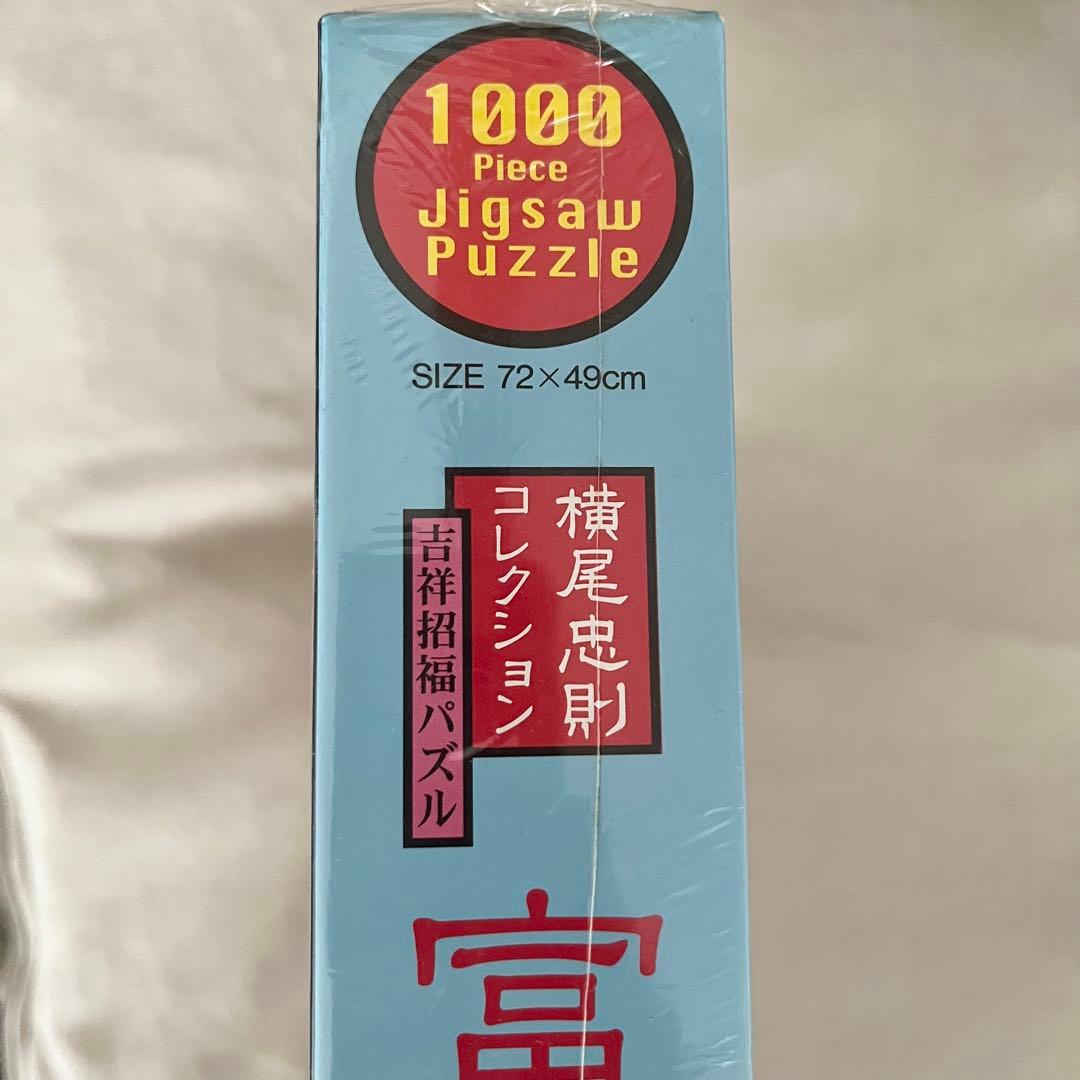 1000
Piece
Jigsaw
Puzzle
SIZE 72×49cm
横尾忠則
コレクション
吉祥招福パズル
富